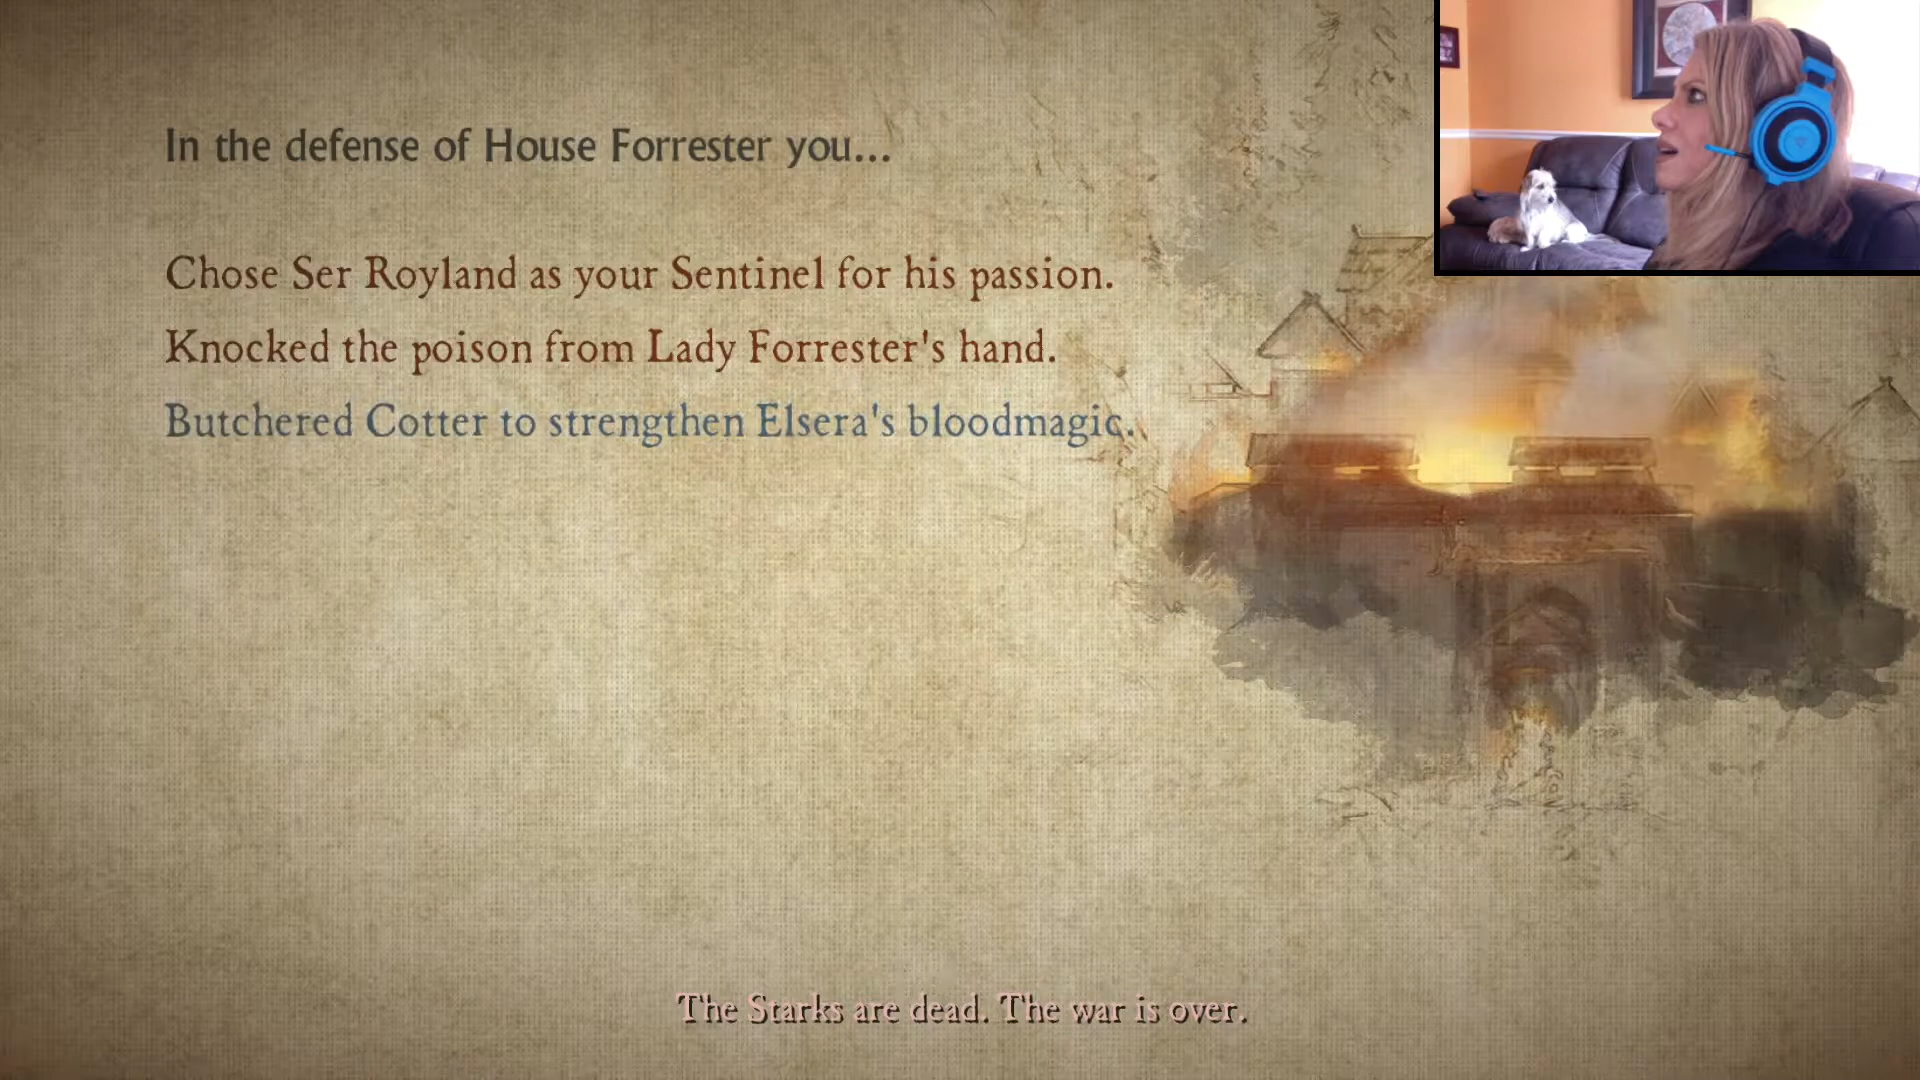 In the defense of House Forrester you...
Chose Ser Royland as your Sentinel for his passion.
Knocked the poison from Lady Forrester's hand.
Butchered Cotter to strengthen Elsera's bloodmagic.
The Starks are dead. The war is over.